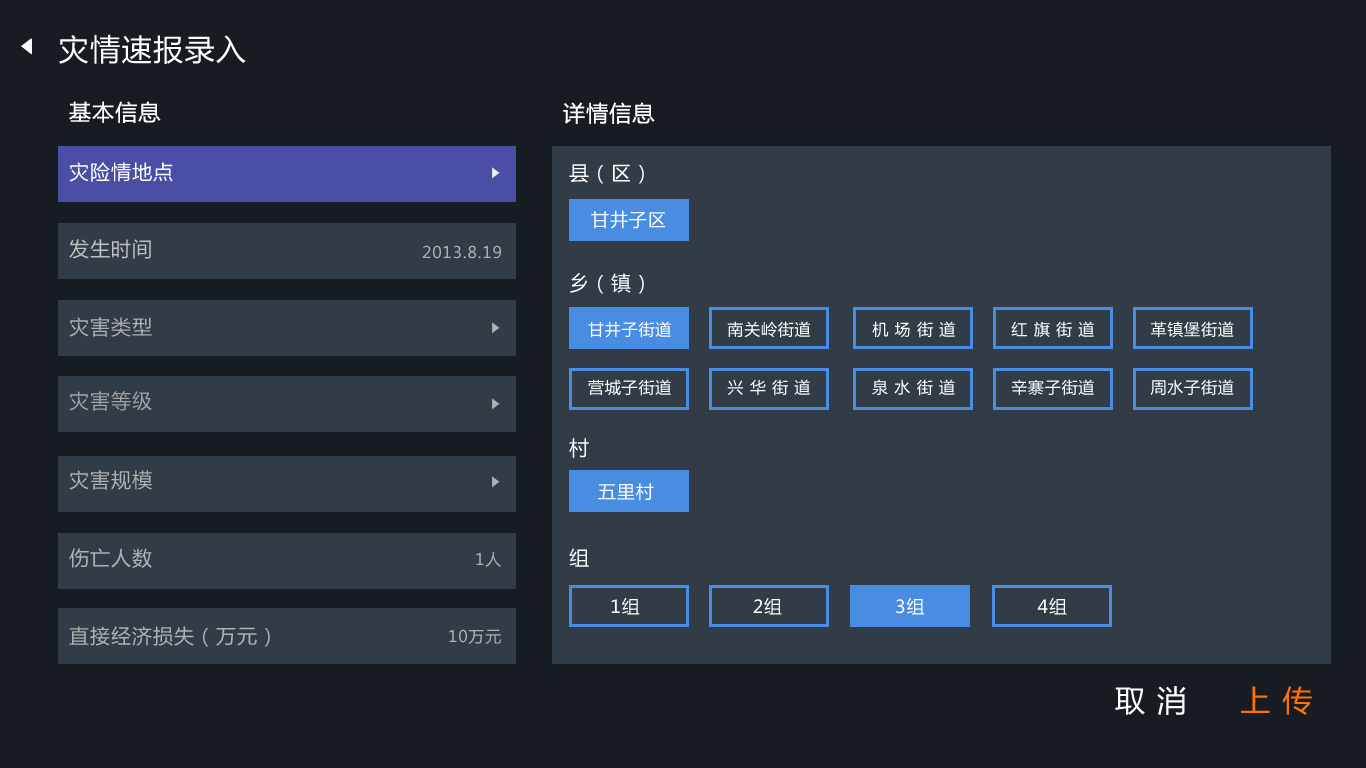 灾情速报录入
基本信息
灾险情地点
发生时间 2013.8.19
灾害类型
灾害等级
灾害规模
伤亡人数 1人
直接经济损失（万元） 10万元
详情信息
县（区）
甘井子区
乡（镇）
甘井子街道 南关岭街道 机场街道 红旗街道 革镇堡街道
营城子街道 兴华街道 泉水街道 辛寨子街道 周水子街道
村
五里村
组
1组 2组 3组 4组
取消 上传